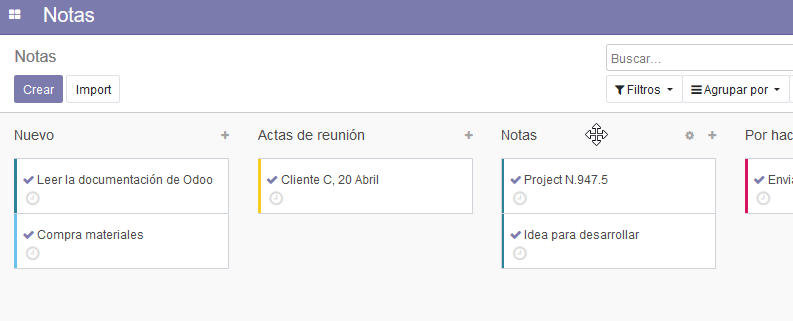 Notas
Notas
Buscar...
Crear Import
Filtros Agrupar por
Nuevo
Leer la documentación de Odoo
Compra materiales
Actas de reunión
Cliente C, 20 Abril
Notas
Project N.947.5
Idea para desarrollar
Por hac
Envia